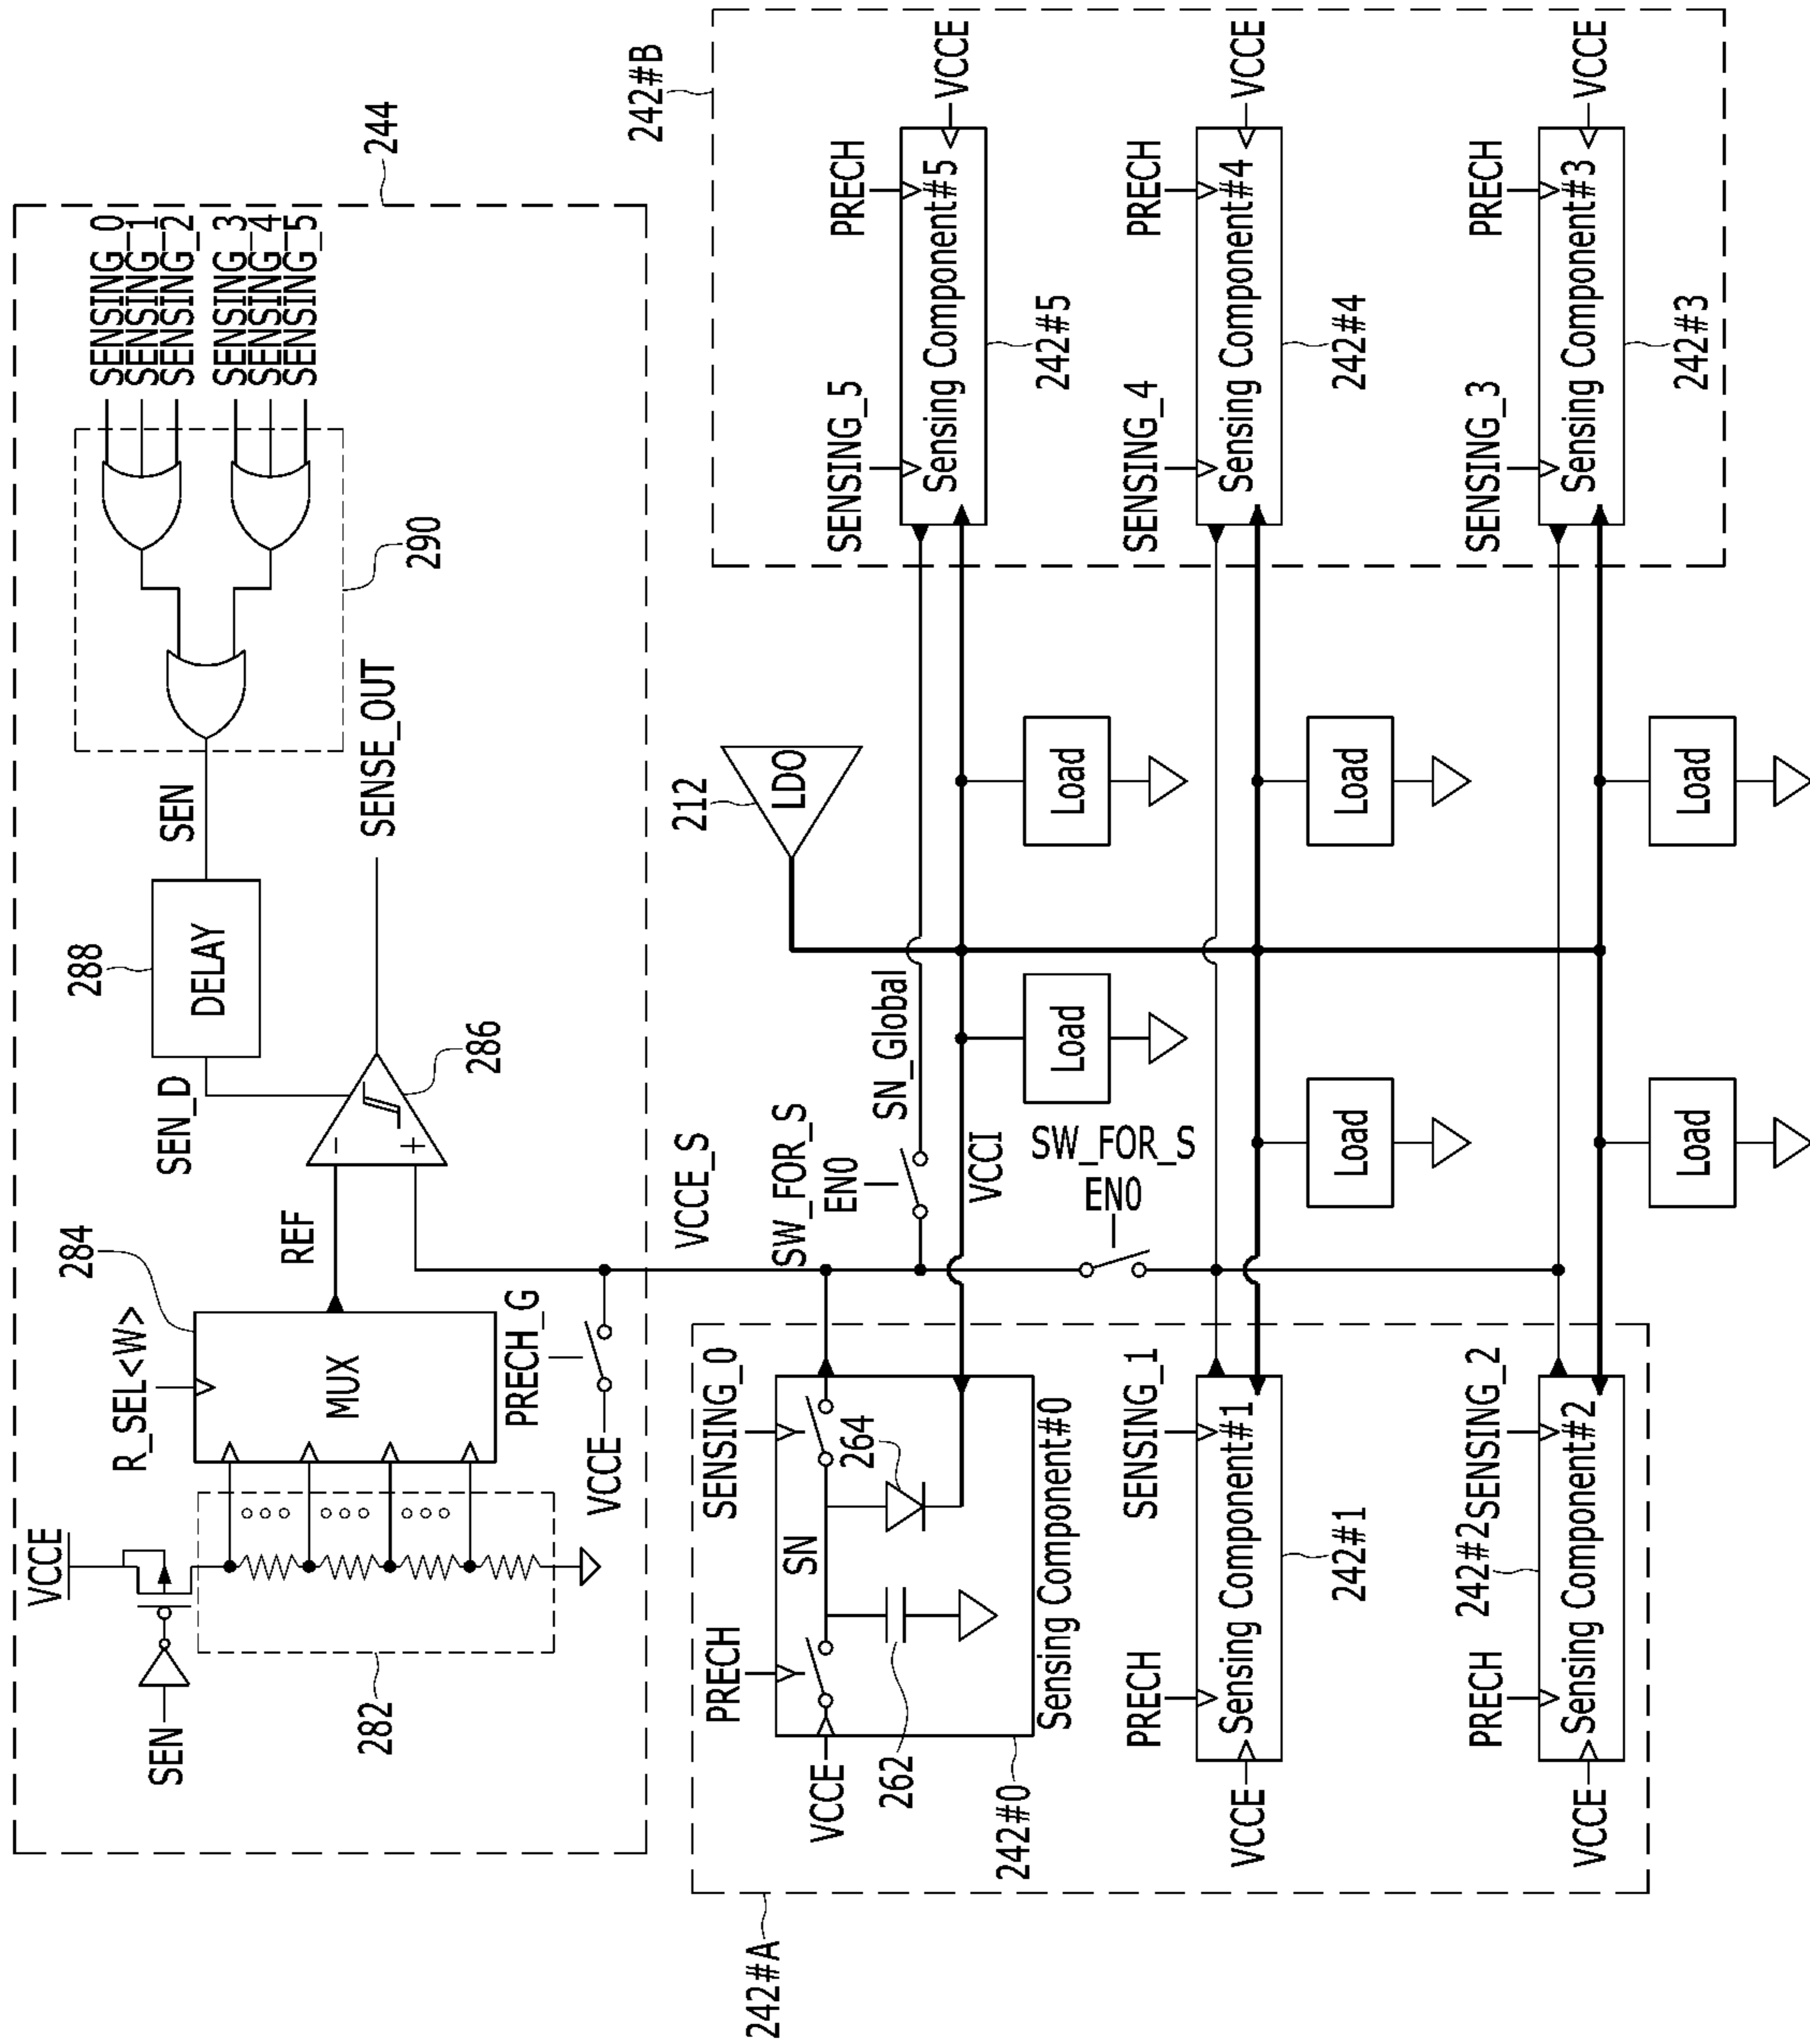 SENSING_0
SENSING_1
SENSING_2
SENSING_3
SENSING_4
SENSING_5
244
290
SEN
SENSE_OUT
288
DELAY
SEN_D
286
REF
284
R_SEL<W>
MUX
PRECH_G
VCCE
VCCE
SEN
282
VCCE_S
242#B
VCCE
PRECH
SENSING_5
Sensing Component#5
242#5
VCCE
PRECH
SENSING_4
Sensing Component#4
242#4
VCCE
PRECH
SENSING_3
Sensing Component#3
242#3
212
LDO
Load
Load
Load
Load
Load
Load
SN_Global
SW_FOR_S
EN0
VCCI
SW_FOR_S
EN0
SENSING_0
264
SN
PRECH
VCCE
262
Sensing Component#0
242#0
SENSING_1
PRECH
Sensing Component#1
VCCE
242#1
SENSING_2
242#2
PRECH
Sensing Component#2
VCCE
242#A